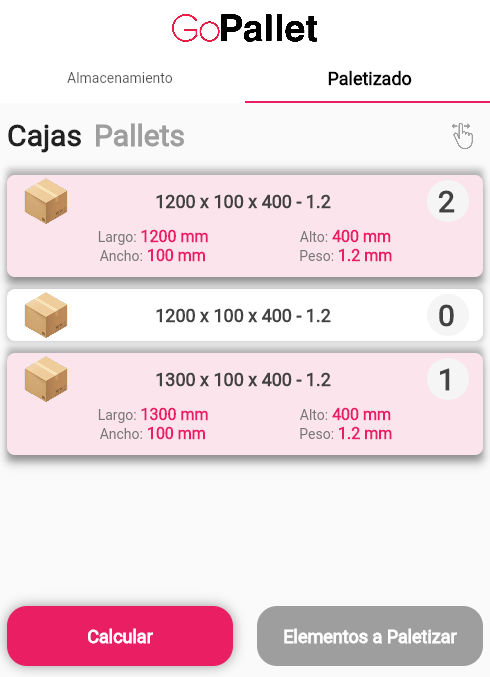 GoPallet
Almacenamiento Paletizado
Cajas Pallets
1200 x 100 x 400 - 1.2 2
Largo: 1200 mm Alto: 400 mm
Ancho: 100 mm Peso: 1.2 mm
1200 x 100 x 400 - 1.2 0
1300 x 100 x 400 - 1.2 1
Largo: 1300 mm Alto: 400 mm
Ancho: 100 mm Peso: 1.2 mm
Calcular Elementos a Paletizar